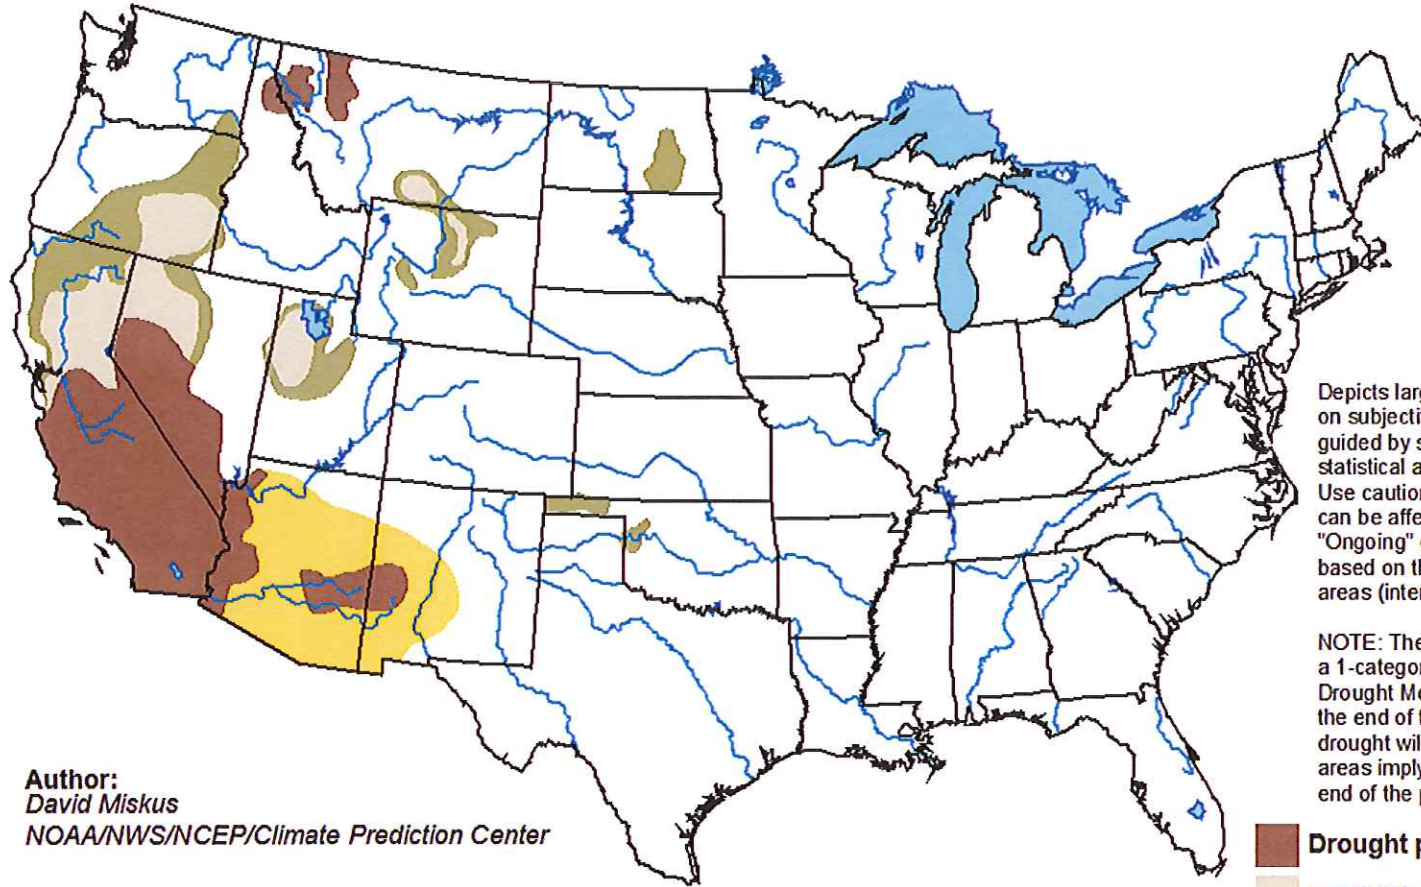 Depicts larg
on subjectiv
guided by s
statistical a
Use caution
can be affe
"Ongoing"
based on th
areas (inter
NOTE: The
a 1-categor
Drought Mo
the end of t
drought wil
areas imply
end of the p
Author:
David Miskus
NOAA/NWS/NCEP/Climate Prediction Center
Drought p